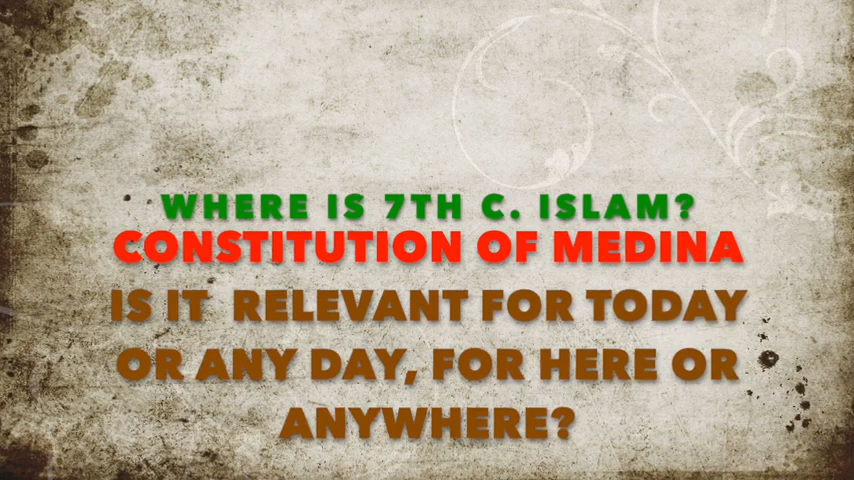 WHERE IS 7TH C. ISLAM?
CONSTITUTION OF MEDINA
IS IT RELEVANT FOR TODAY
OR ANY DAY, FOR HERE OR
ANYWHERE?